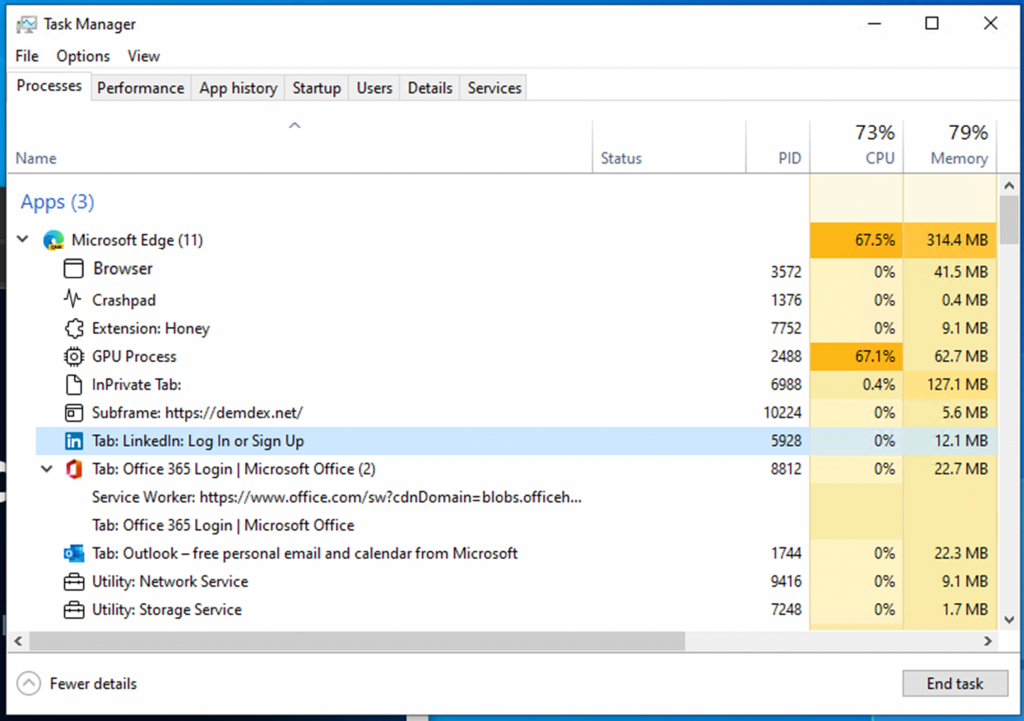 Task Manager
File Options View
Processes Performance App history Startup Users Details Services
73% 79%
Name Status PID CPU Memory
Apps (3)
Microsoft Edge (11) 67.5% 314.4 MB
Browser 3572 0% 41.5 MB
Crashpad 1376 0% 0.4 MB
Extension: Honey 7752 0% 9.1 MB
GPU Process 2488 67.1% 62.7 MB
InPrivate Tab: 6988 0.4% 127.1 MB
Subframe: https://demdex.net/ 10224 0% 5.6 MB
Tab: LinkedIn: Log In or Sign Up 5928 0% 12.1 MB
Tab: Office 365 Login | Microsoft Office (2) 8812 0% 22.7 MB
Service Worker: https://www.office.com/sw?cdnDomain=blobs.officeh...
Tab: Office 365 Login | Microsoft Office
Tab: Outlook – free personal email and calendar from Microsoft 1744 0% 22.3 MB
Utility: Network Service 9416 0% 9.1 MB
Utility: Storage Service 7248 0% 1.7 MB
Fewer details End task